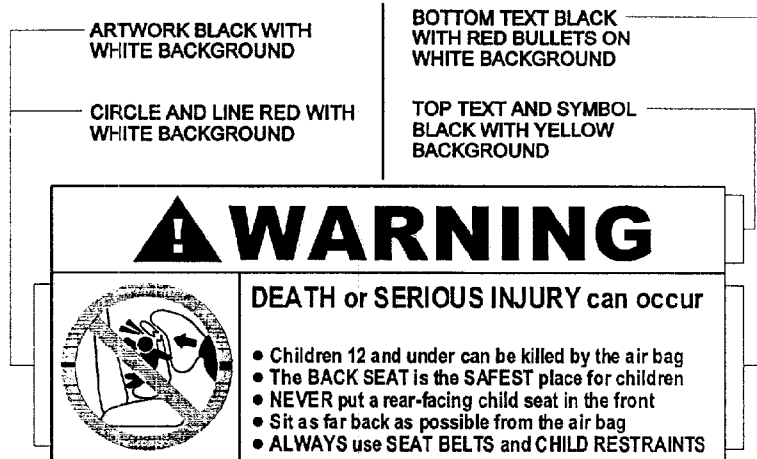 ARTWORK BLACK WITH
WHITE BACKGROUND
CIRCLE AND LINE RED WITH
WHITE BACKGROUND
BOTTOM TEXT BLACK
WITH RED BULLETS ON
WHITE BACKGROUND
TOP TEXT AND SYMBOL
BLACK WITH YELLOW
BACKGROUND
! WARNING
DEATH or SERIOUS INJURY can occur
• Children 12 and under can be killed by the air bag
• The BACK SEAT is the SAFEST place for children
• NEVER put a rear-facing child seat in the front
• Sit as far back as possible from the air bag
• ALWAYS use SEAT BELTS and CHILD RESTRAINTS